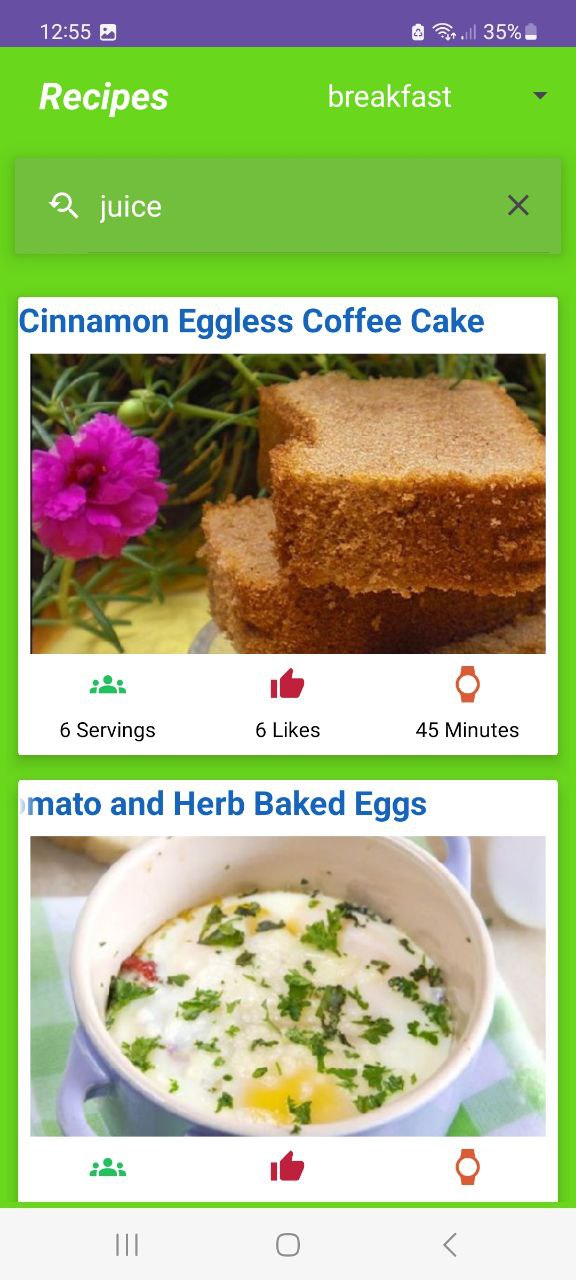 12:55 35%
Recipes breakfast
juice
Cinnamon Eggless Coffee Cake
6 Servings 6 Likes 45 Minutes
mato and Herb Baked Eggs